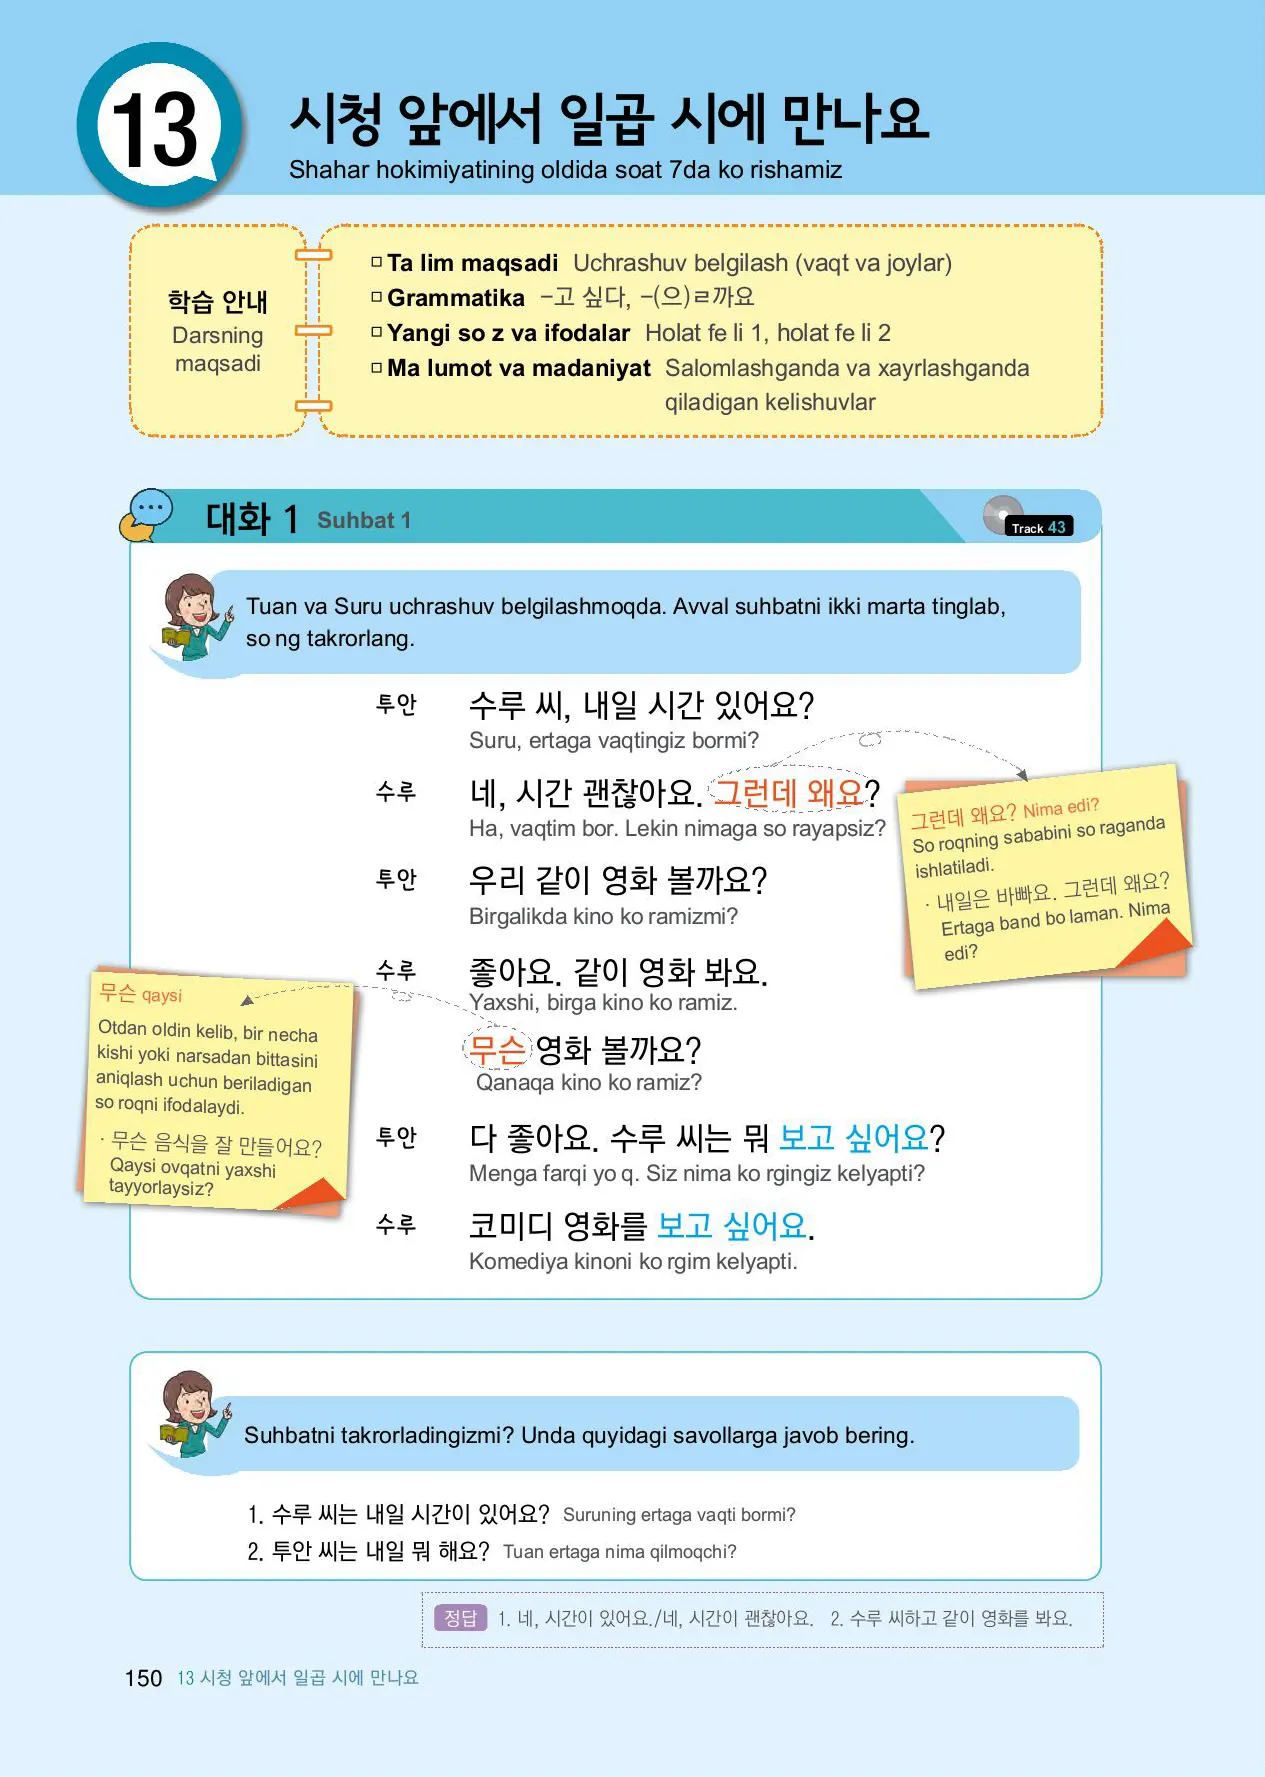 13
시청 앞에서 일곱 시에 만나요
Shahar hokimiyatining oldida soat 7da ko rishamiz
학습 안내
Darsning
maqsadi
Ta lim maqsadi Uchrashuv belgilash (vaqt va joylar)
Grammatika -고 싶다, -(으)ㄹ까요
Yangi so z va ifodalar Holat fe li 1, holat fe li 2
Ma lumot va madaniyat Salomlashganda va xayrlashganda
qiladigan kelishuvlar
대화 1 Suhbat 1
Track 43
Tuan va Suru uchrashuv belgilashmoqda. Avval suhbatni ikki marta tinglab,
so ng takrorlang.
투안 수루 씨, 내일 시간 있어요?
Suru, ertaga vaqtingiz bormi?
수루 네, 시간 괜찮아요. 그런데 왜요?
Ha, vaqtim bor. Lekin nimaga so rayapsiz?
그런데 왜요? Nima edi?
So roqning sababini so raganda
ishlatiladi.
· 내일은 바빠요. 그런데 왜요?
Ertaga band bo laman. Nima
edi?
투안 우리 같이 영화 볼까요?
Birgalikda kino ko ramizmi?
수루 좋아요. 같이 영화 봐요.
Yaxshi, birga kino ko ramiz.
무슨 영화 볼까요?
Qanaqa kino ko ramiz?
무슨 qaysi
Otdan oldin kelib, bir necha
kishi yoki narsadan bittasini
aniqlash uchun beriladigan
so roqni ifodalaydi.
· 무슨 음식을 잘 만들어요?
Qaysi ovqatni yaxshi
tayyorlaysiz?
투안 다 좋아요. 수루 씨는 뭐 보고 싶어요?
Menga farqi yo q. Siz nima ko rgingiz kelyapti?
수루 코미디 영화를 보고 싶어요.
Komediya kinoni ko rgim kelyapti.
Suhbatni takrorladingizmi? Unda quyidagi savollarga javob bering.
1. 수루 씨는 내일 시간이 있어요? Suruning ertaga vaqti bormi?
2. 투안 씨는 내일 뭐 해요? Tuan ertaga nima qilmoqchi?
정답 1. 네, 시간이 있어요./네, 시간이 괜찮아요. 2. 수루 씨하고 같이 영화를 봐요.
150 13 시청 앞에서 일곱 시에 만나요